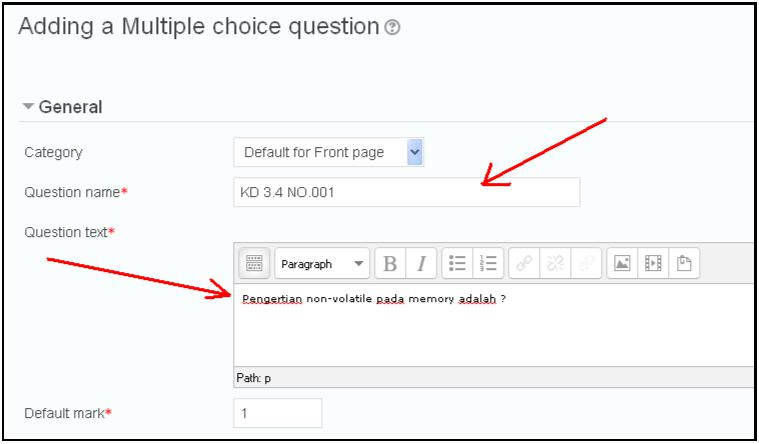 Adding a Multiple choice question
General
Category
Default for Front page
Question name*
KD 3.4 NO.001
Question text*
Paragraph
B I
Pengertian non-volatile pada memory adalah ?
Path: p
Default mark*
1